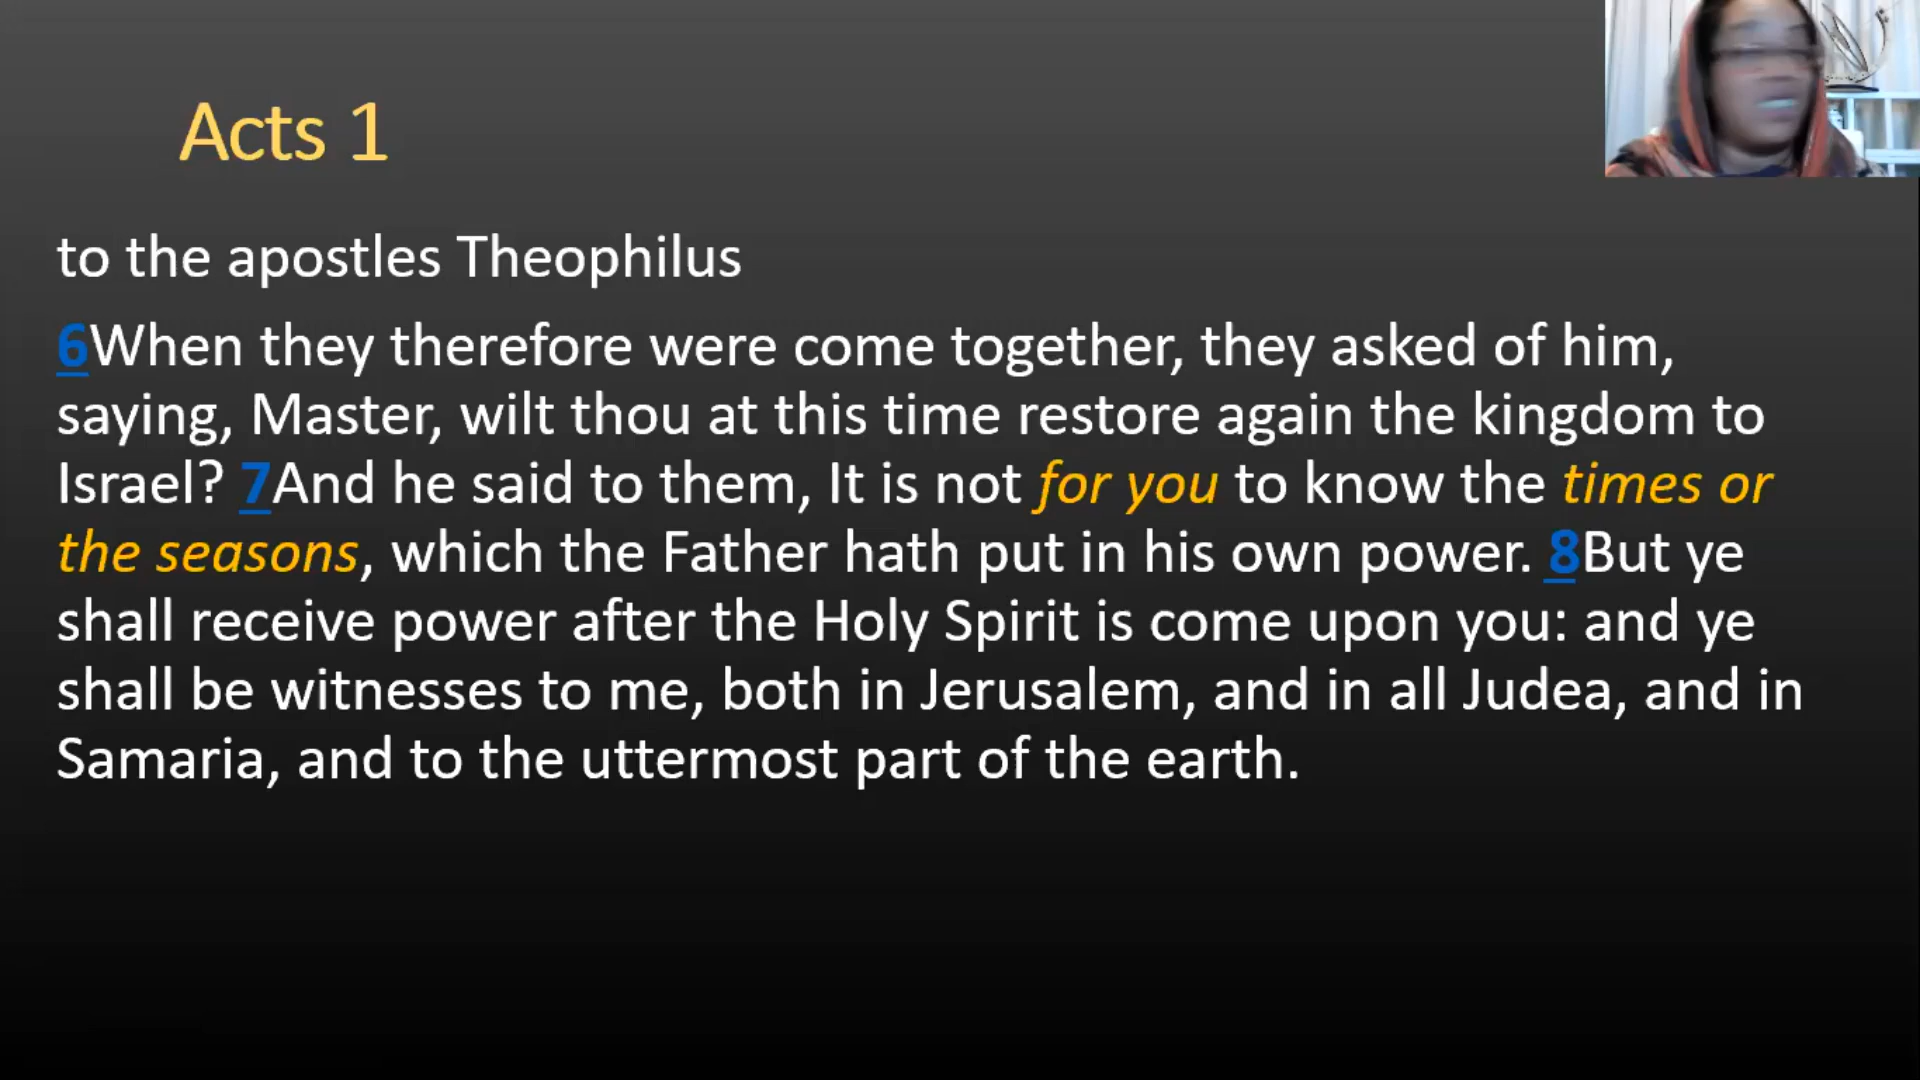 Acts 1
to the apostles Theophilus
6When they therefore were come together, they asked of him,
saying, Master, wilt thou at this time restore again the kingdom to
Israel? 7And he said to them, It is not for you to know the times or
the seasons, which the Father hath put in his own power. 8But ye
shall receive power after the Holy Spirit is come upon you: and ye
shall be witnesses to me, both in Jerusalem, and in all Judea, and in
Samaria, and to the uttermost part of the earth.